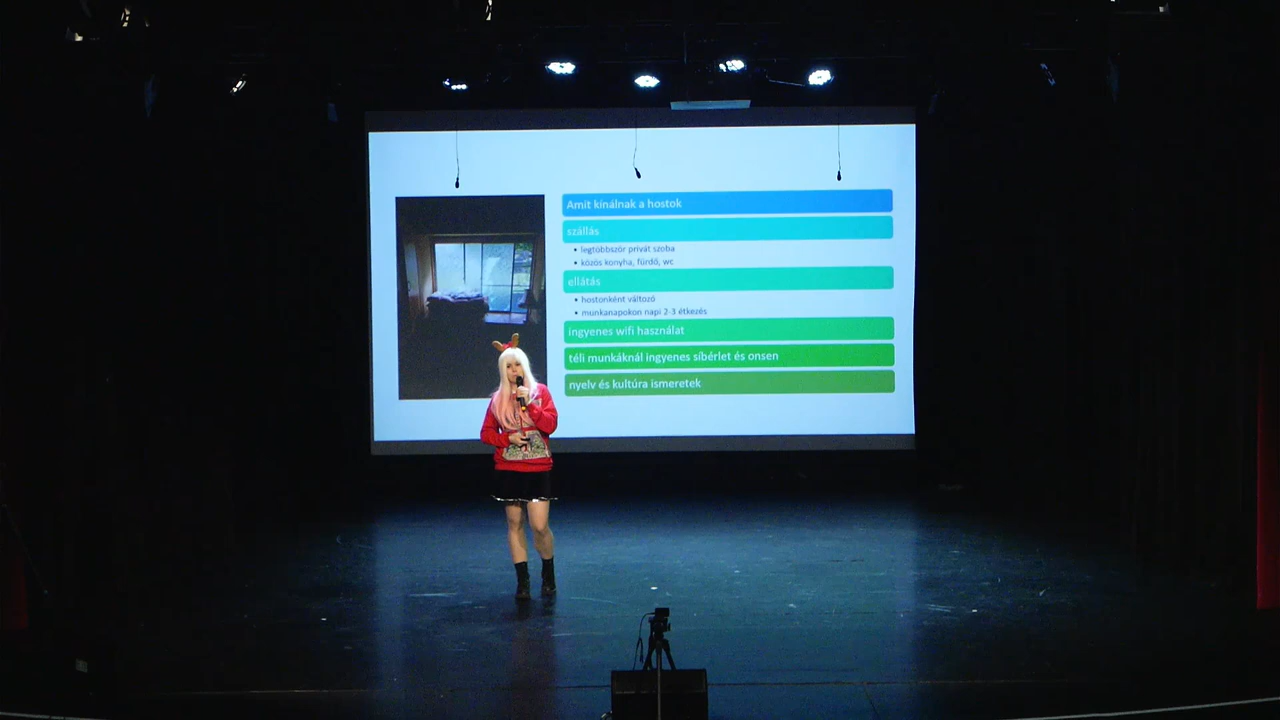 Amit kínálnak a hostok
szállás
• legtöbbször privát szoba
• közös konyha, fürdő, wc
ellátás
• hostonként változó
• munkanapokon napi 2-3 étkezés
ingyenes wifi használat
téli munkáknál ingyenes síbérlet és onsen
nyelv és kultúra ismeretek